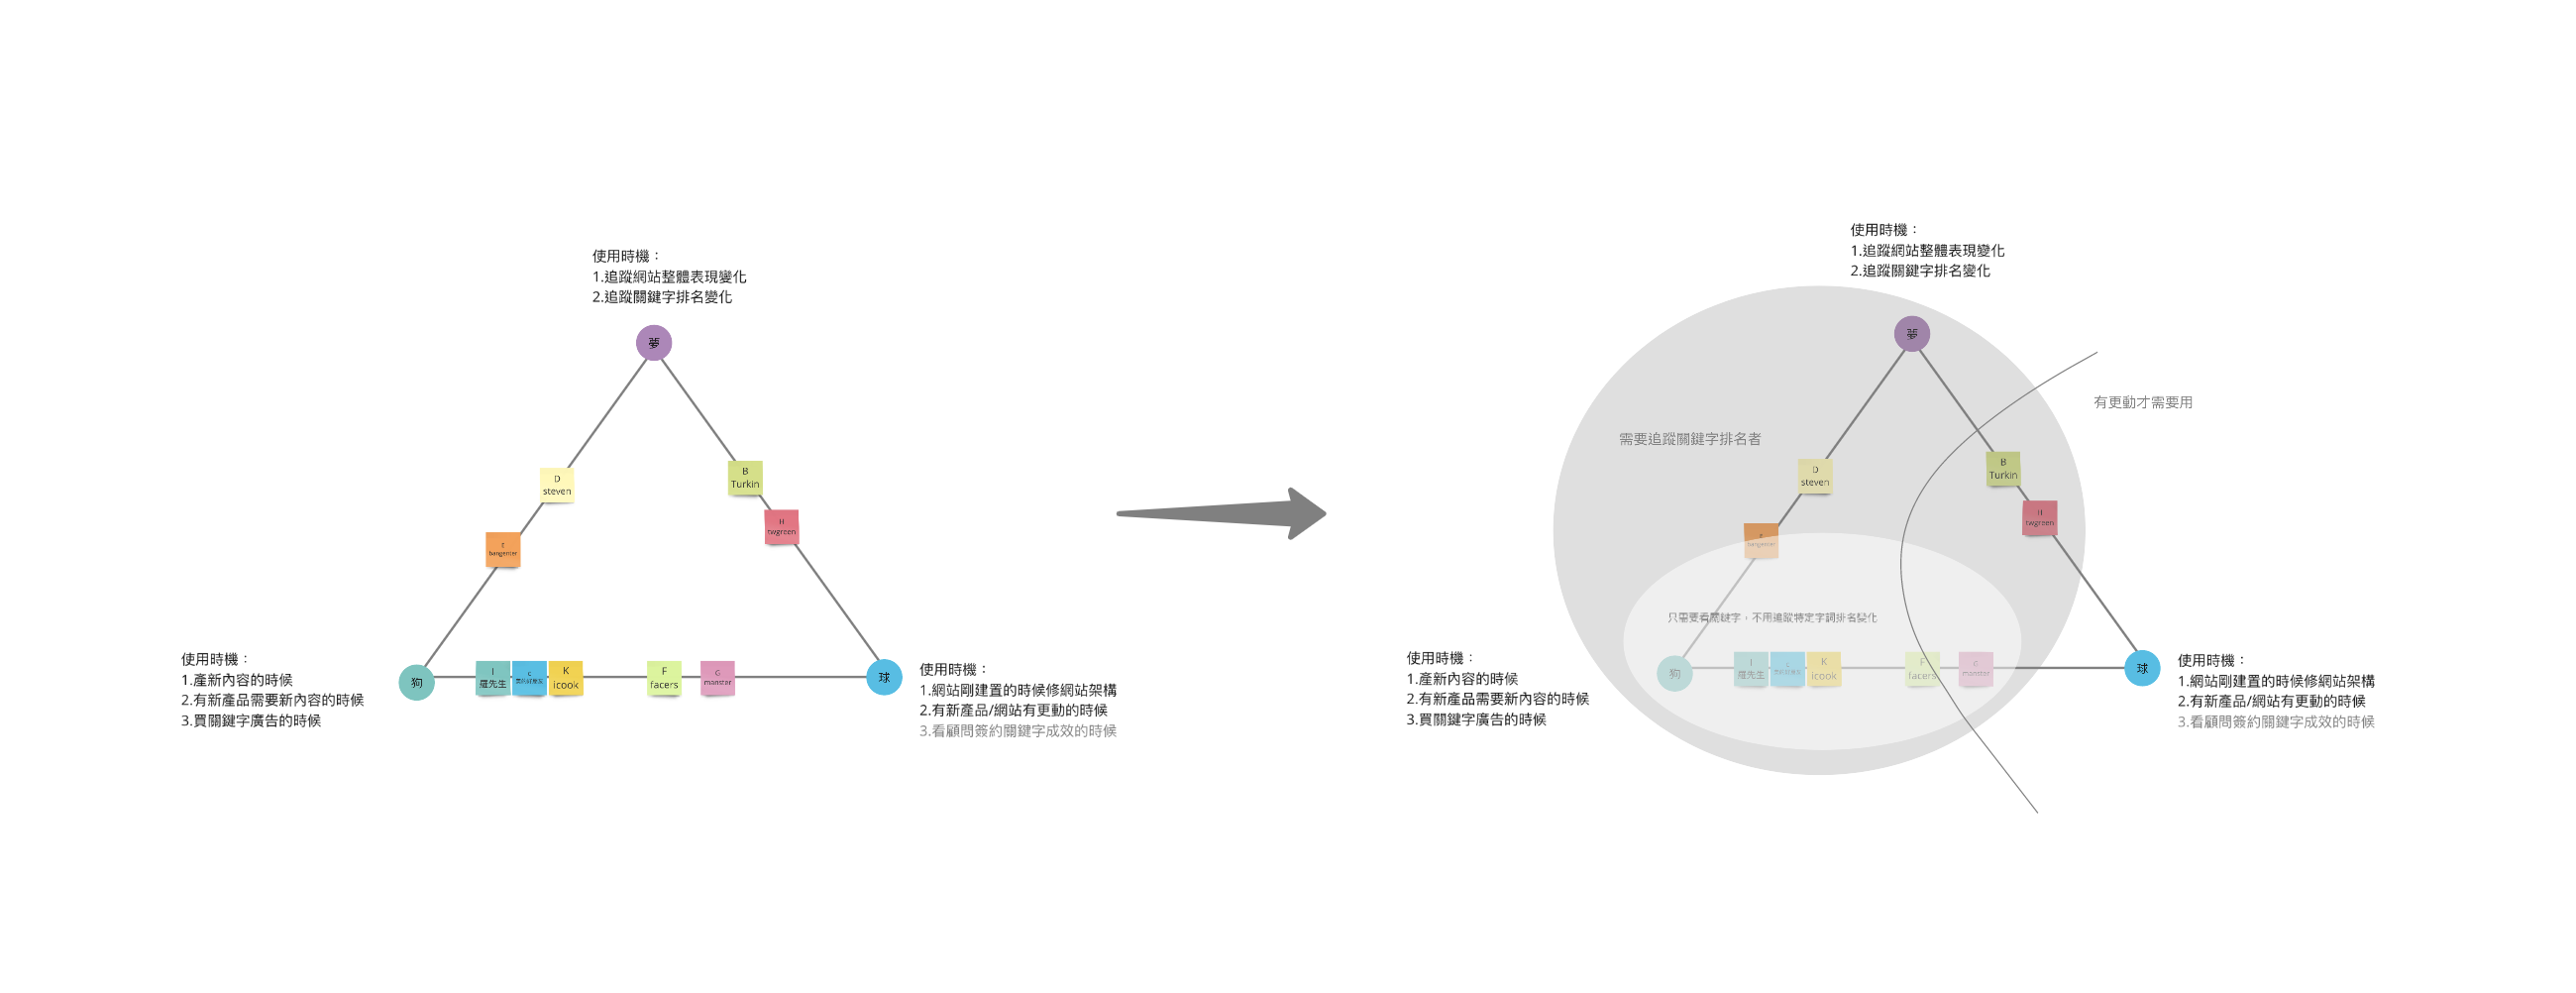 使用時機：
1.追蹤網站整體表現變化
2.追蹤關鍵字排名變化
夢
D
steven
B
Turkin
H
twgreen
E
bangenter
使用時機：
1.產新內容的時候
2.有新產品需要新內容的時候
3.買關鍵字廣告的時候
狗
I
羅先生
C
K
icook
F
facers
G
monster
球
使用時機：
1.網站剛建置的時候修網站架構
2.有新產品/網站有更動的時候
3.看顧問簽約關鍵字成效的時候
使用時機：
1.追蹤網站整體表現變化
2.追蹤關鍵字排名變化
夢
有更動才需要用
需要追蹤關鍵字排名者
D
steven
B
Turkin
H
twgreen
E
bangenter
只需要看關鍵字，不用追蹤特定字詞排名變化
使用時機：
1.產新內容的時候
2.有新產品需要新內容的時候
3.買關鍵字廣告的時候
狗
I
羅先生
C
K
icook
F
facers
G
monster
球
使用時機：
1.網站剛建置的時候修網站架構
2.有新產品/網站有更動的時候
3.看顧問簽約關鍵字成效的時候